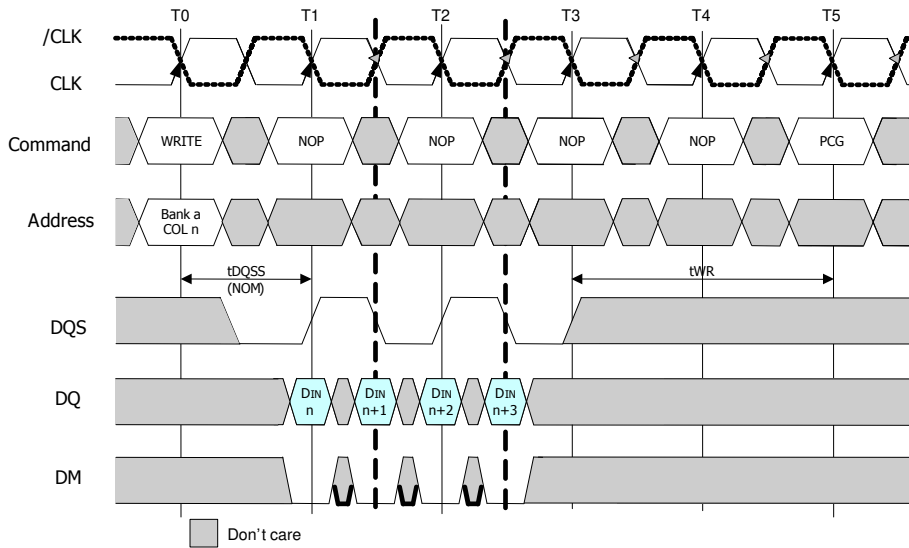 T0 T1 T2 T3 T4 T5
/CLK
CLK
Command WRITE NOP NOP NOP NOP PCG
Address Bank a
COL n
tDQSS
(NOM)
tWR
DQS
DQ DIN
n
DIN
n+1
DIN
n+2
DIN
n+3
DM
Don't care